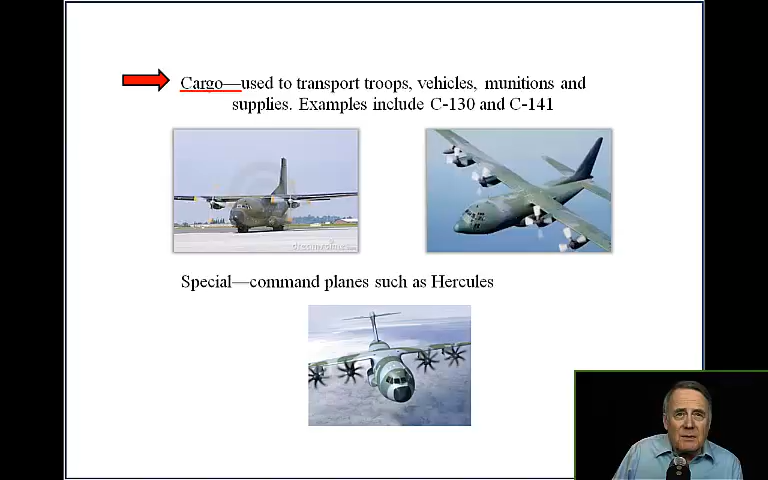 Cargo—used to transport troops, vehicles, munitions and
supplies. Examples include C-130 and C-141
dreamstime
Special—command planes such as Hercules